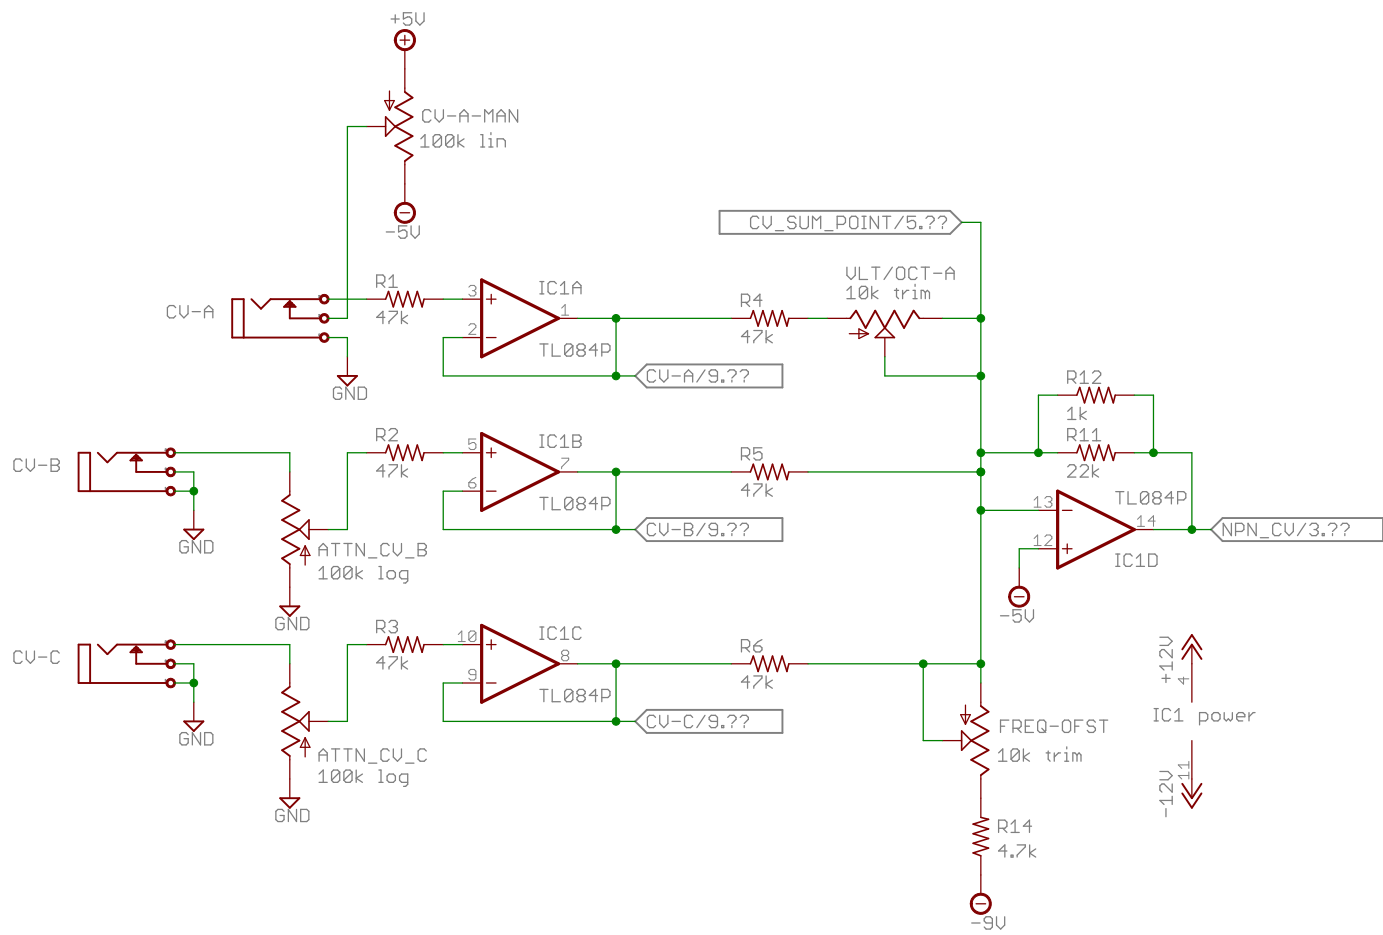 +5V
CV-A-MAN
100k lin
-5V
CV_SUM_POINT/5.??
VLT/OCT-A
10k trim
CV-A
R1
47k
3
2
1
IC1A
TL084P
R4
47k
CV-A/9.??
GND
R12
1k
R11
22k
CV-B
R2
47k
5
6
7
IC1B
TL084P
R5
47k
CV-B/9.??
GND
ATTN_CV_B
100k log
GND
13
12
14
TL084P
IC1D
-5V
NPN_CV/3.??
CV-C
R3
47k
10
9
8
IC1C
TL084P
R6
47k
CV-C/9.??
GND
ATTN_CV_C
100k log
GND
FREQ-OFST
10k trim
R14
4.7k
-9V
+12V
4
IC1 power
11
-12V